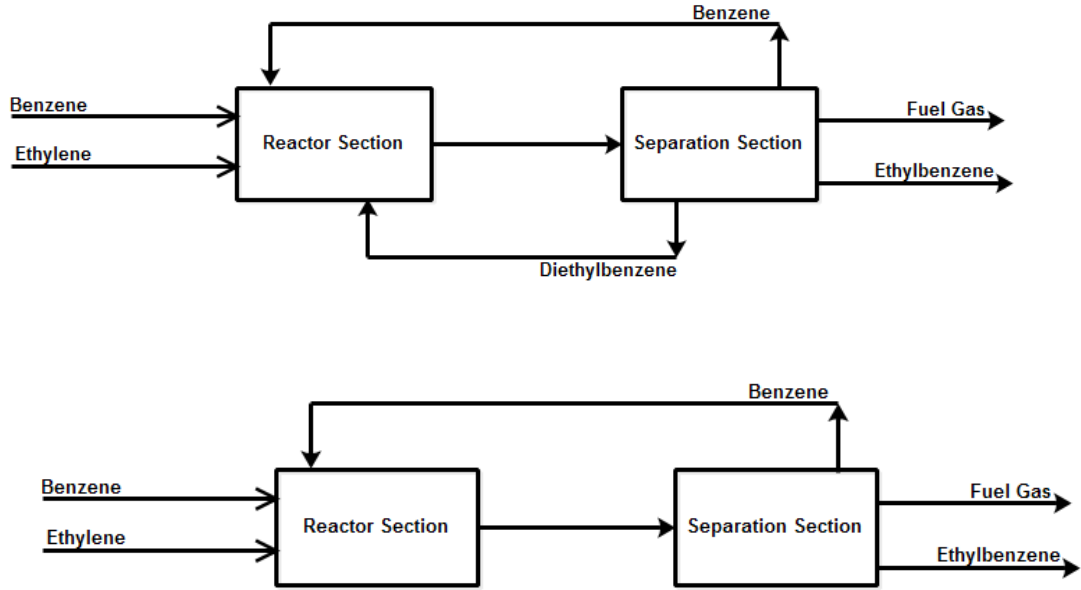 Benzene
Benzene
Ethylene
Reactor Section
Separation Section
Fuel Gas
Ethylbenzene
Diethylbenzene
Benzene
Benzene
Ethylene
Reactor Section
Separation Section
Fuel Gas
Ethylbenzene